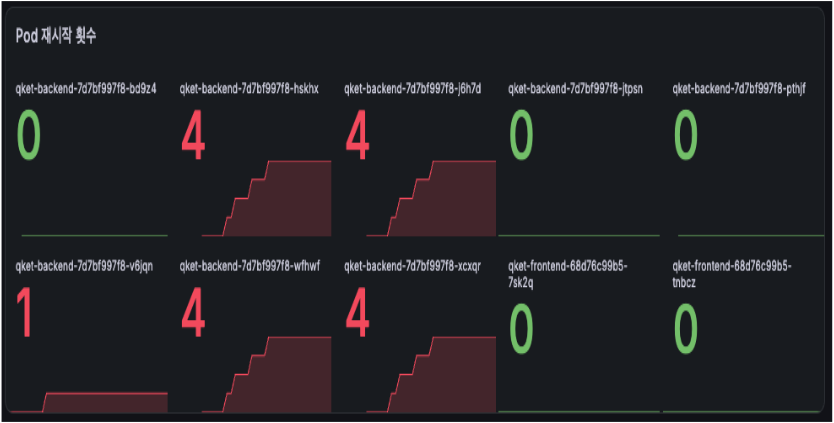 Pod 재시작 횟수
qket-backend-7d7bf997f8-bd9z4
qket-backend-7d7bf997f8-hskhx
qket-backend-7d7bf997f8-j6h7d
qket-backend-7d7bf997f8-jtpsn
qket-backend-7d7bf997f8-pthjf
0
4
4
0
0
qket-backend-7d7bf997f8-v6jqn
qket-backend-7d7bf997f8-wfhwf
qket-backend-7d7bf997f8-xcxqr
qket-frontend-68d76c99b5-
7sk2q
qket-frontend-68d76c99b5-
tnbcz
1
4
4
0
0